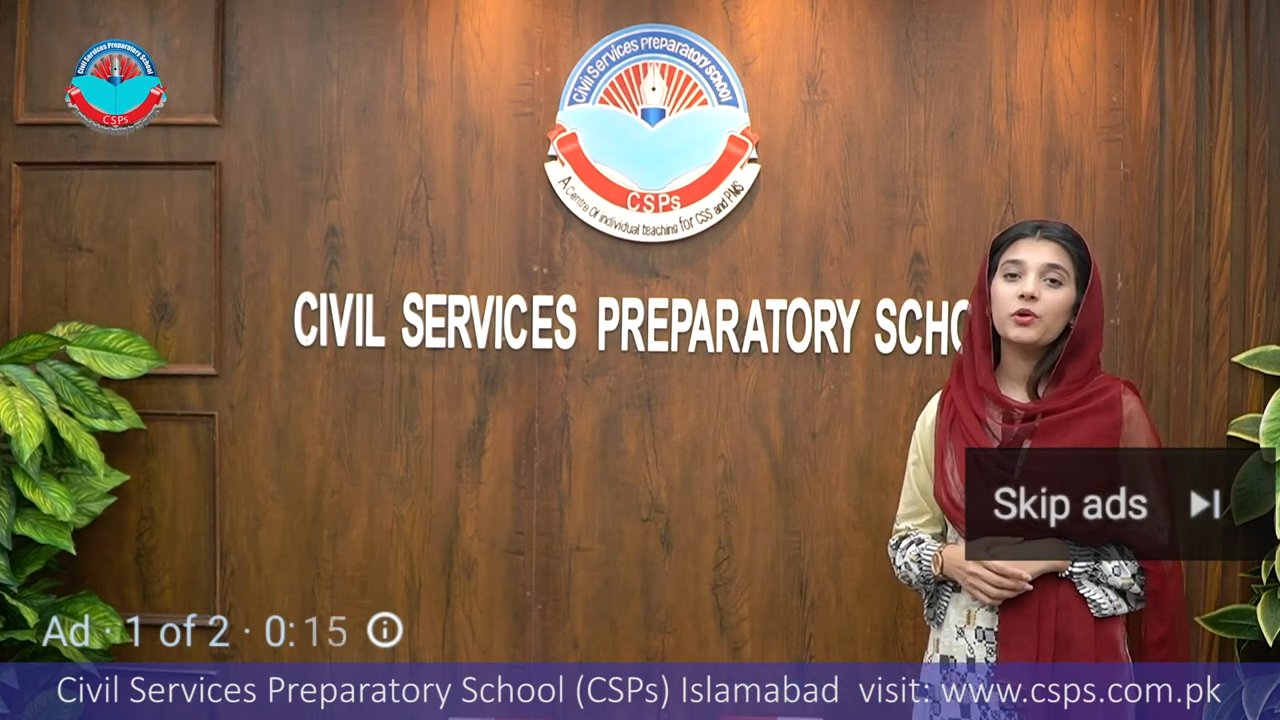 Civil Services Preparatory School
CSPs
Civil Services Preparatory School
CSPs
A Centre Of individual teaching for CSS and PMS
CIVIL SERVICES PREPARATORY SCHO
Skip ads
Ad · 1 of 2 · 0:15
Civil Services Preparatory School (CSPs) Islamabad visit: www.csps.com.pk